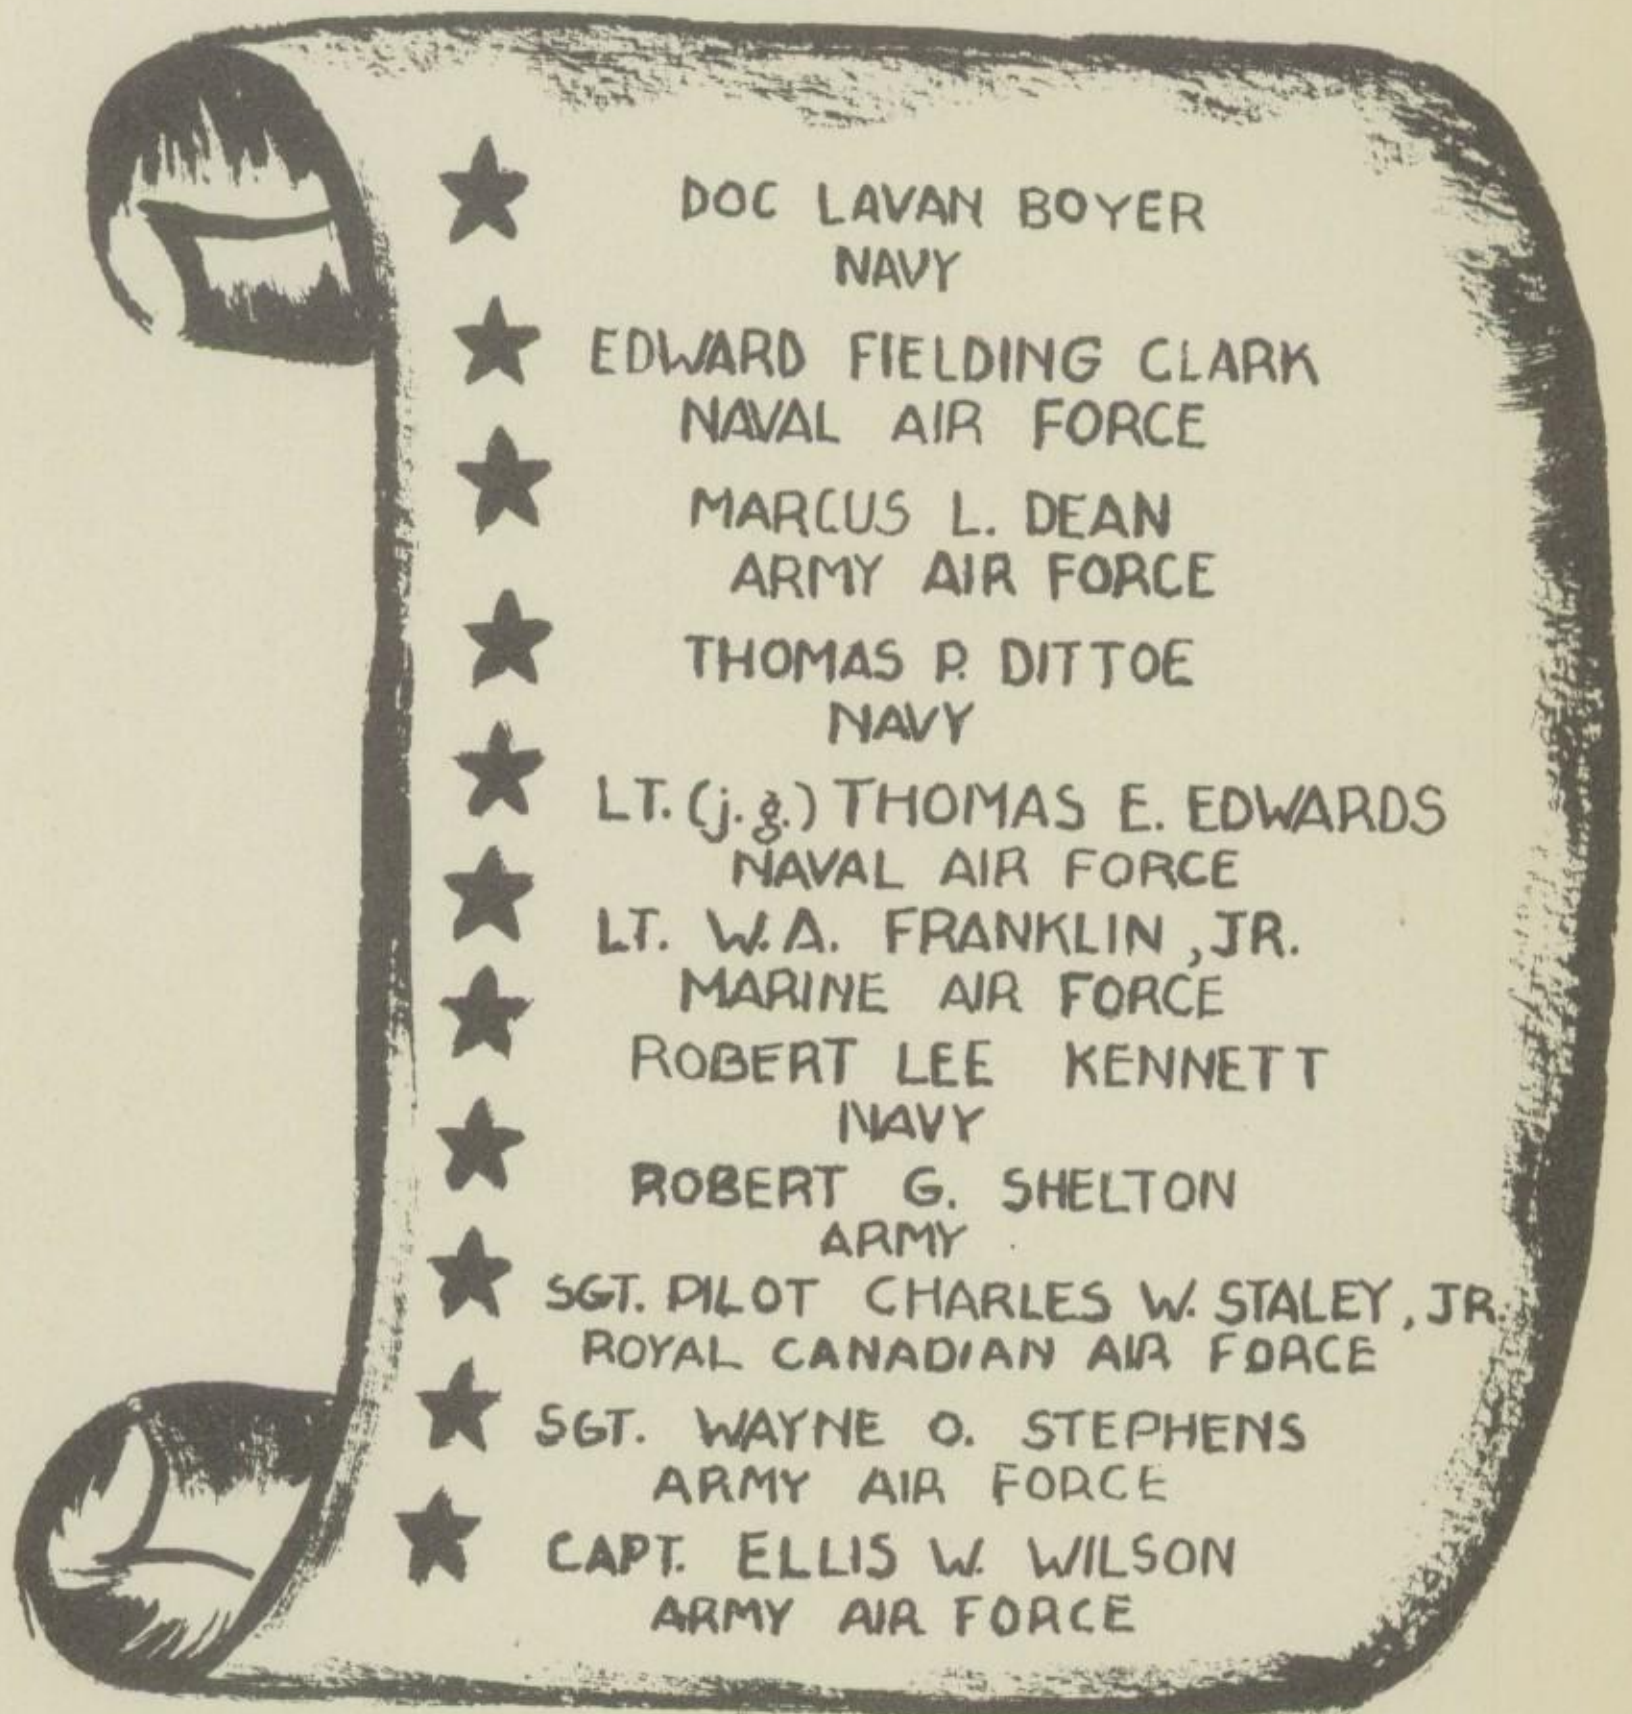 DOC LAVAN BOYER
NAVY
EDWARD FIELDING CLARK
NAVAL AIR FORCE
MARCUS L. DEAN
ARMY AIR FORCE
THOMAS P. DITTOE
NAVY
LT. (j.g.) THOMAS E. EDWARDS
NAVAL AIR FORCE
LT. W.A. FRANKLIN, JR.
MARINE AIR FORCE
ROBERT LEE KENNETT
NAVY
ROBERT G. SHELTON
ARMY
SGT. PILOT CHARLES W. STALEY, JR.
ROYAL CANADIAN AIR FORCE
SGT. WAYNE O. STEPHENS
ARMY AIR FORCE
CAPT. ELLIS W. WILSON
ARMY AIR FORCE